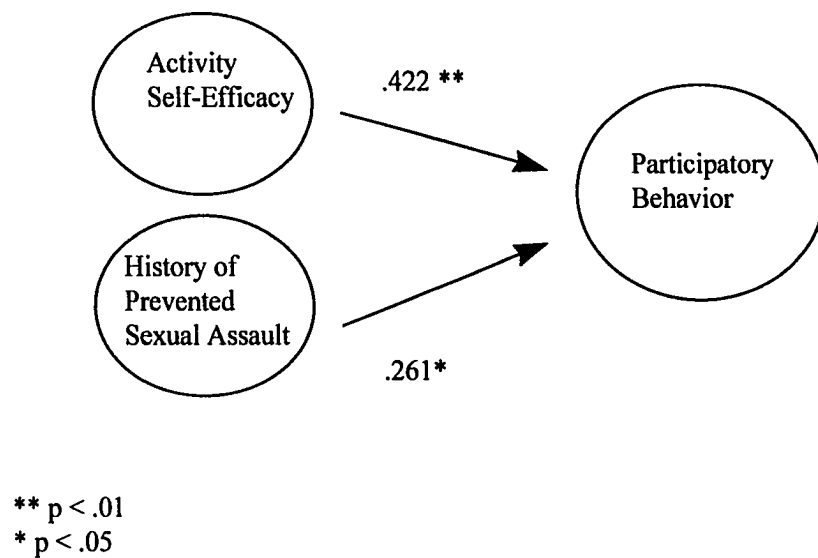 Activity
Self-Efficacy
.422 **
Participatory
Behavior
History of
Prevented
Sexual Assault
.261*
** p < .01
* p < .05